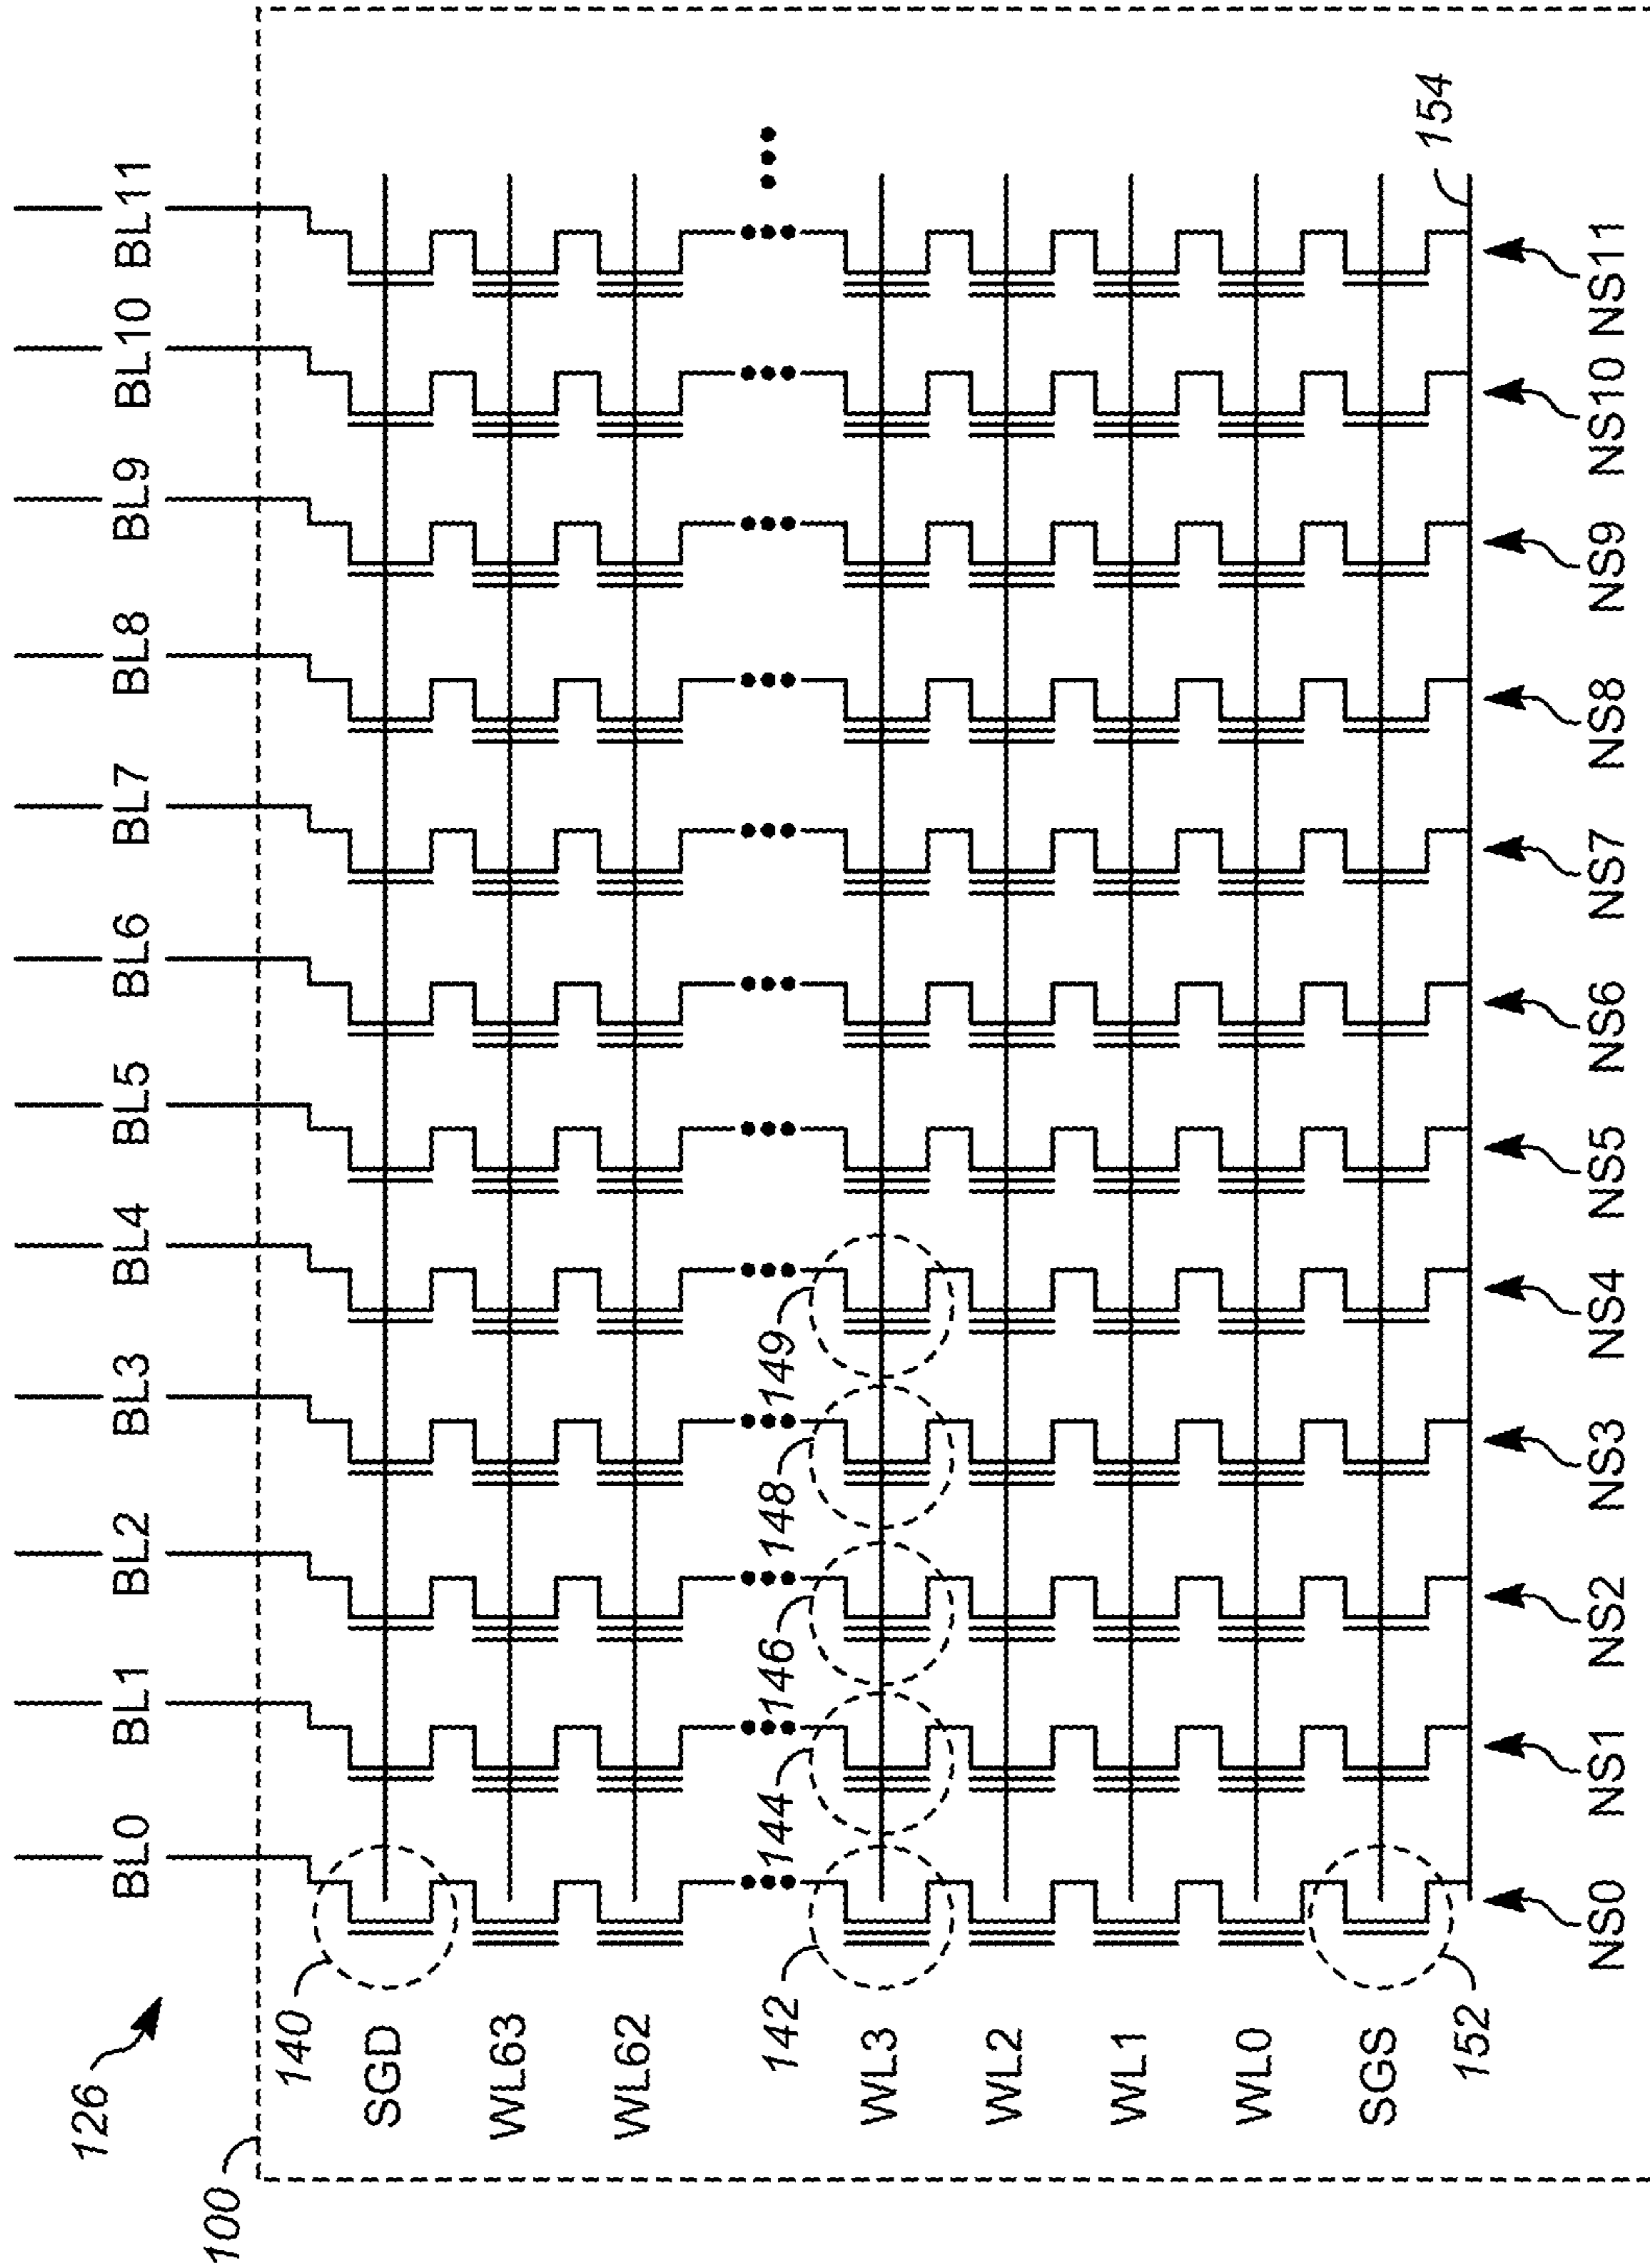 126
BL0 BL1 BL2 BL3 BL4 BL5 BL6 BL7 BL8 BL9 BL10 BL11
100
140
SGD
WL63
WL62
142 144 146 148 149
WL3
WL2
WL1
WL0
SGS
152
154
NS0 NS1 NS2 NS3 NS4 NS5 NS6 NS7 NS8 NS9 NS10 NS11